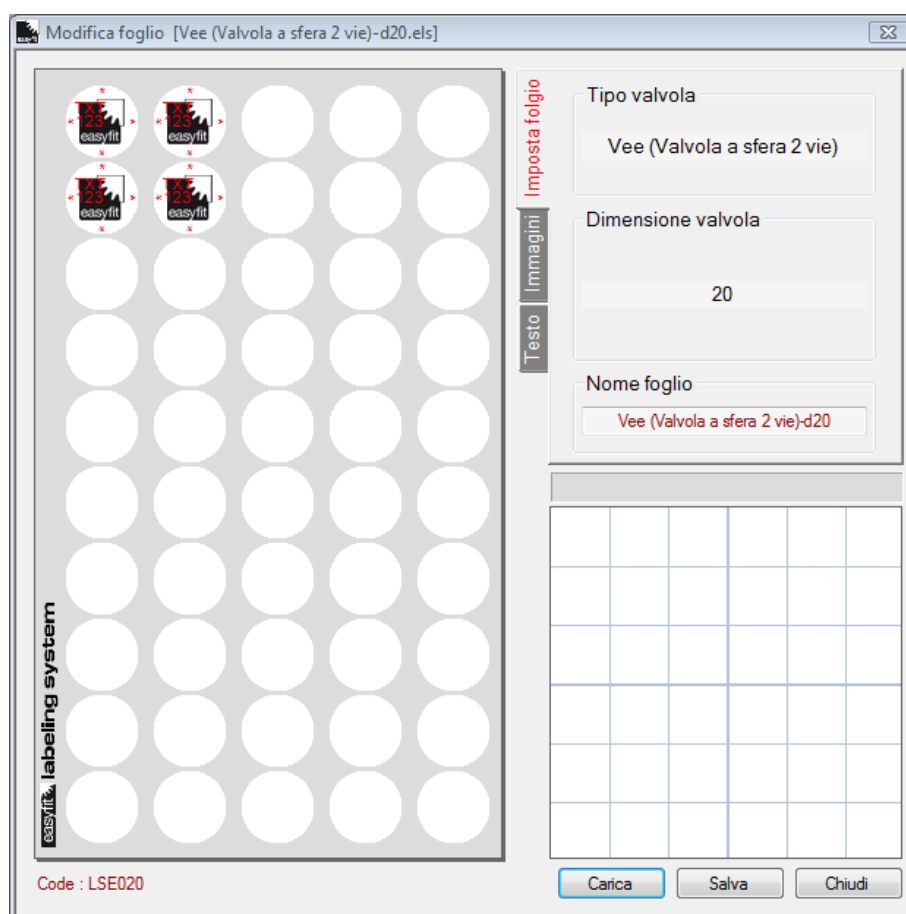 Modifica foglio [Vee (Valvola a sfera 2 vie)-d20.els]
TXT
123
easyfit
TXT
123
easyfit
TXT
123
easyfit
TXT
123
easyfit
easyfit labeling system
Code : LSE020
Imposta folgio
Immagini
Testo
Tipo valvola
Vee (Valvola a sfera 2 vie)
Dimensione valvola
20
Nome foglio
Vee (Valvola a sfera 2 vie)-d20
Carica
Salva
Chiudi